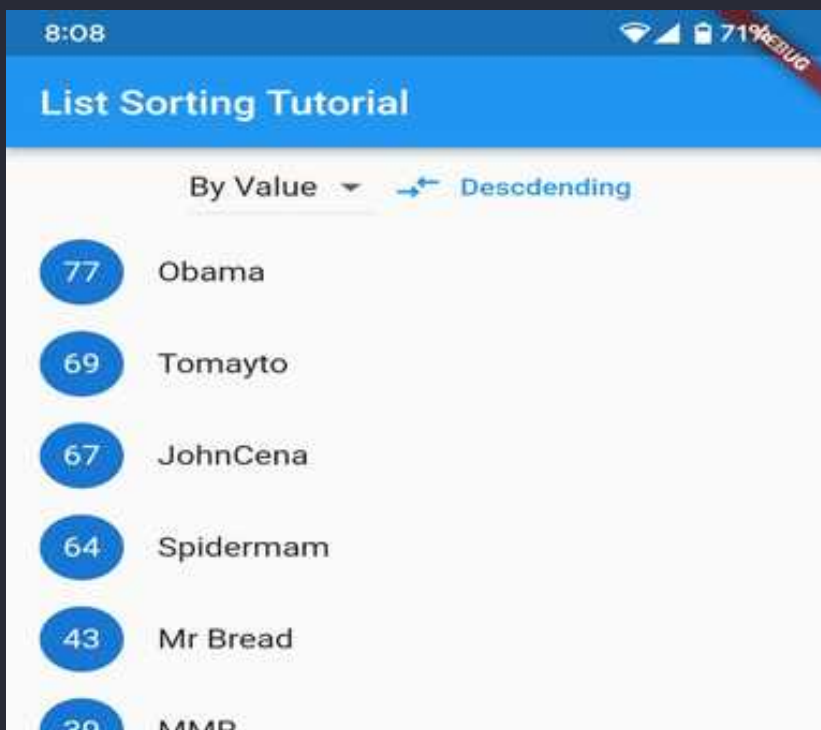 8:08 71% DEBUG
List Sorting Tutorial
By Value Descdending
77 Obama
69 Tomayto
67 JohnCena
64 Spidermam
43 Mr Bread